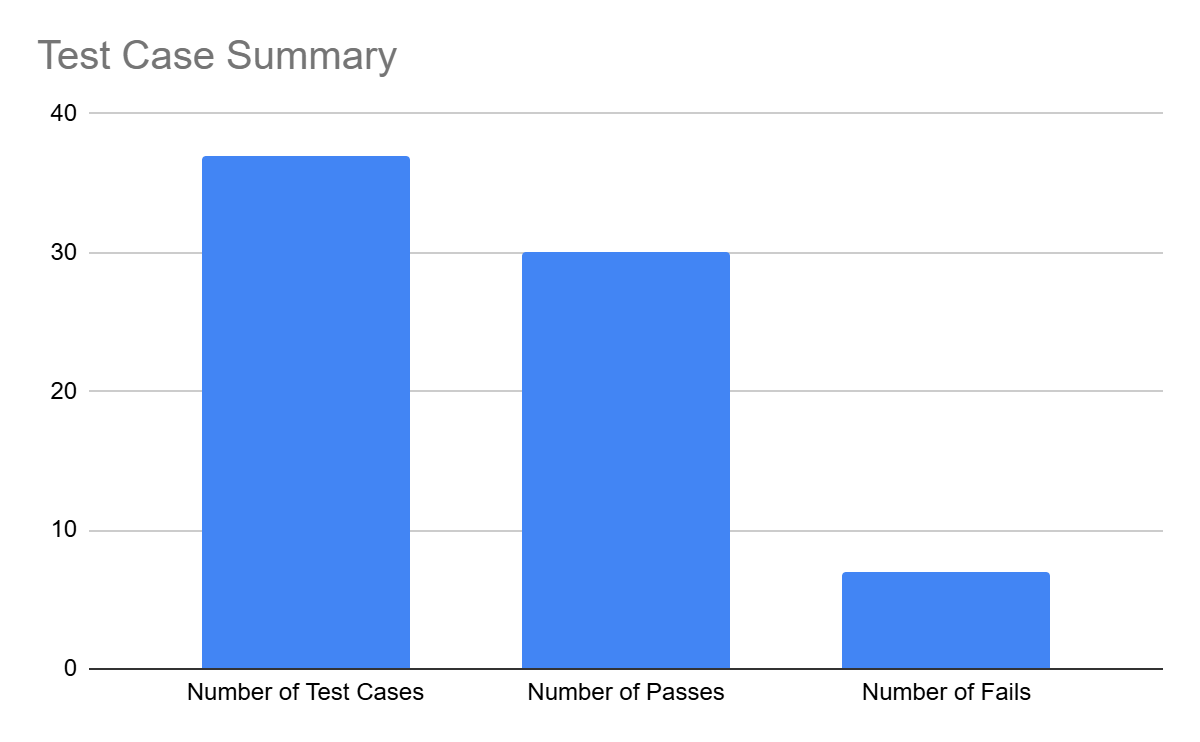 Test Case Summary
40
30
20
10
0
Number of Test Cases
Number of Passes
Number of Fails